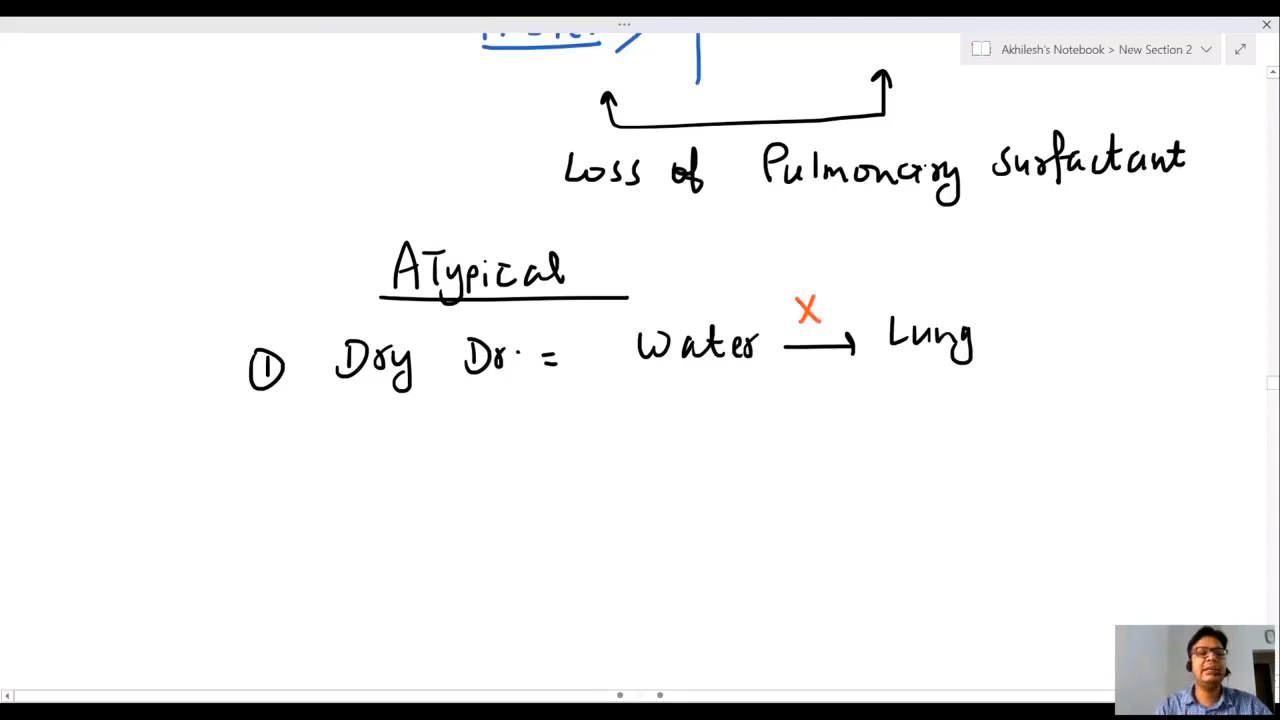 Akhilesh's Notebook > New Section 2
Loss of Pulmonary surfactant
ATypical
X
① Dry Dr. = Water → Lung